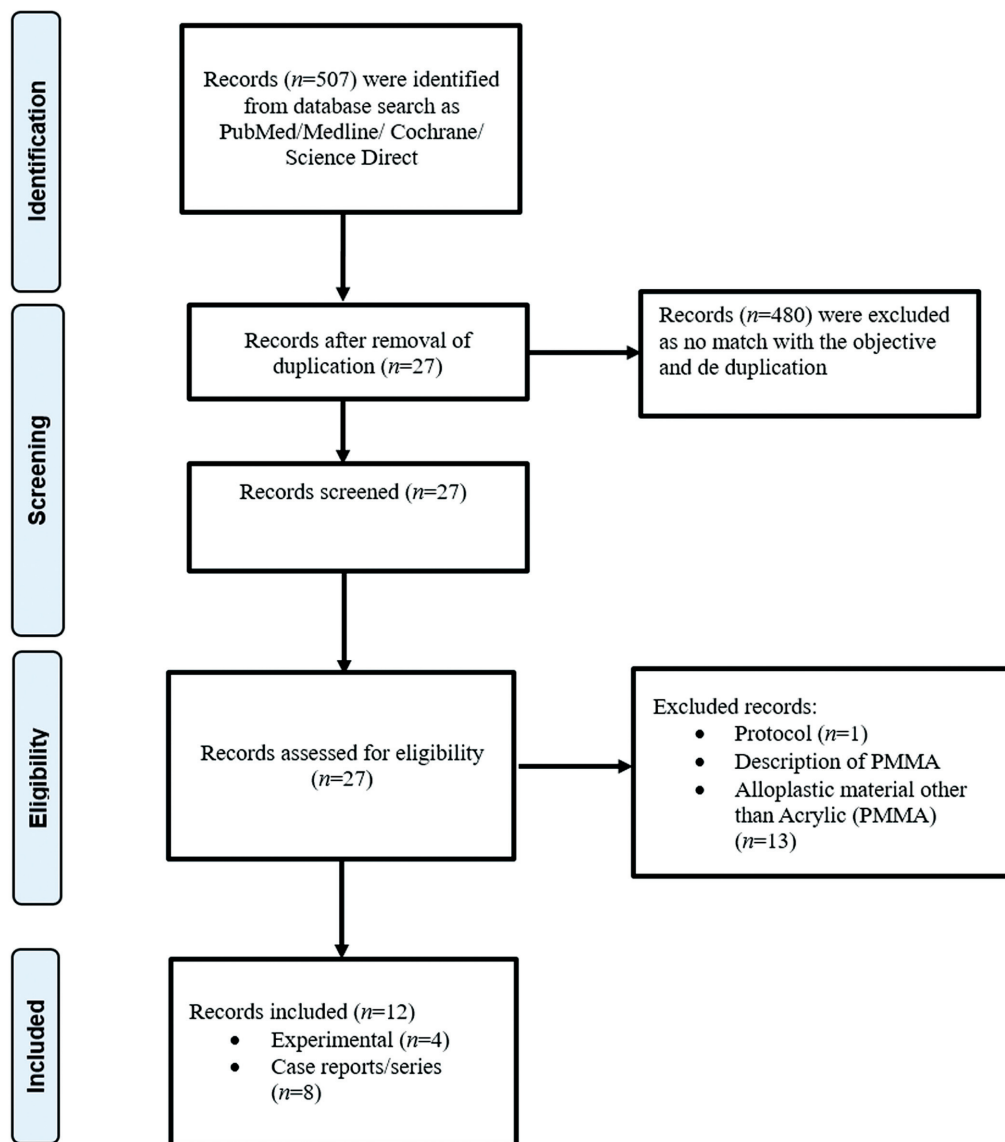 Identification
Records (n=507) were identified
from database search as
PubMed/Medline/ Cochrane/
Science Direct
Screening
Records after removal of
duplication (n=27)
Records (n=480) were excluded
as no match with the objective
and de duplication
Records screened (n=27)
Eligibility
Records assessed for eligibility
(n=27)
Excluded records:
• Protocol (n=1)
• Description of PMMA
• Alloplastic material other
than Acrylic (PMMA)
(n=13)
Included
Records included (n=12)
• Experimental (n=4)
• Case reports/series
(n=8)